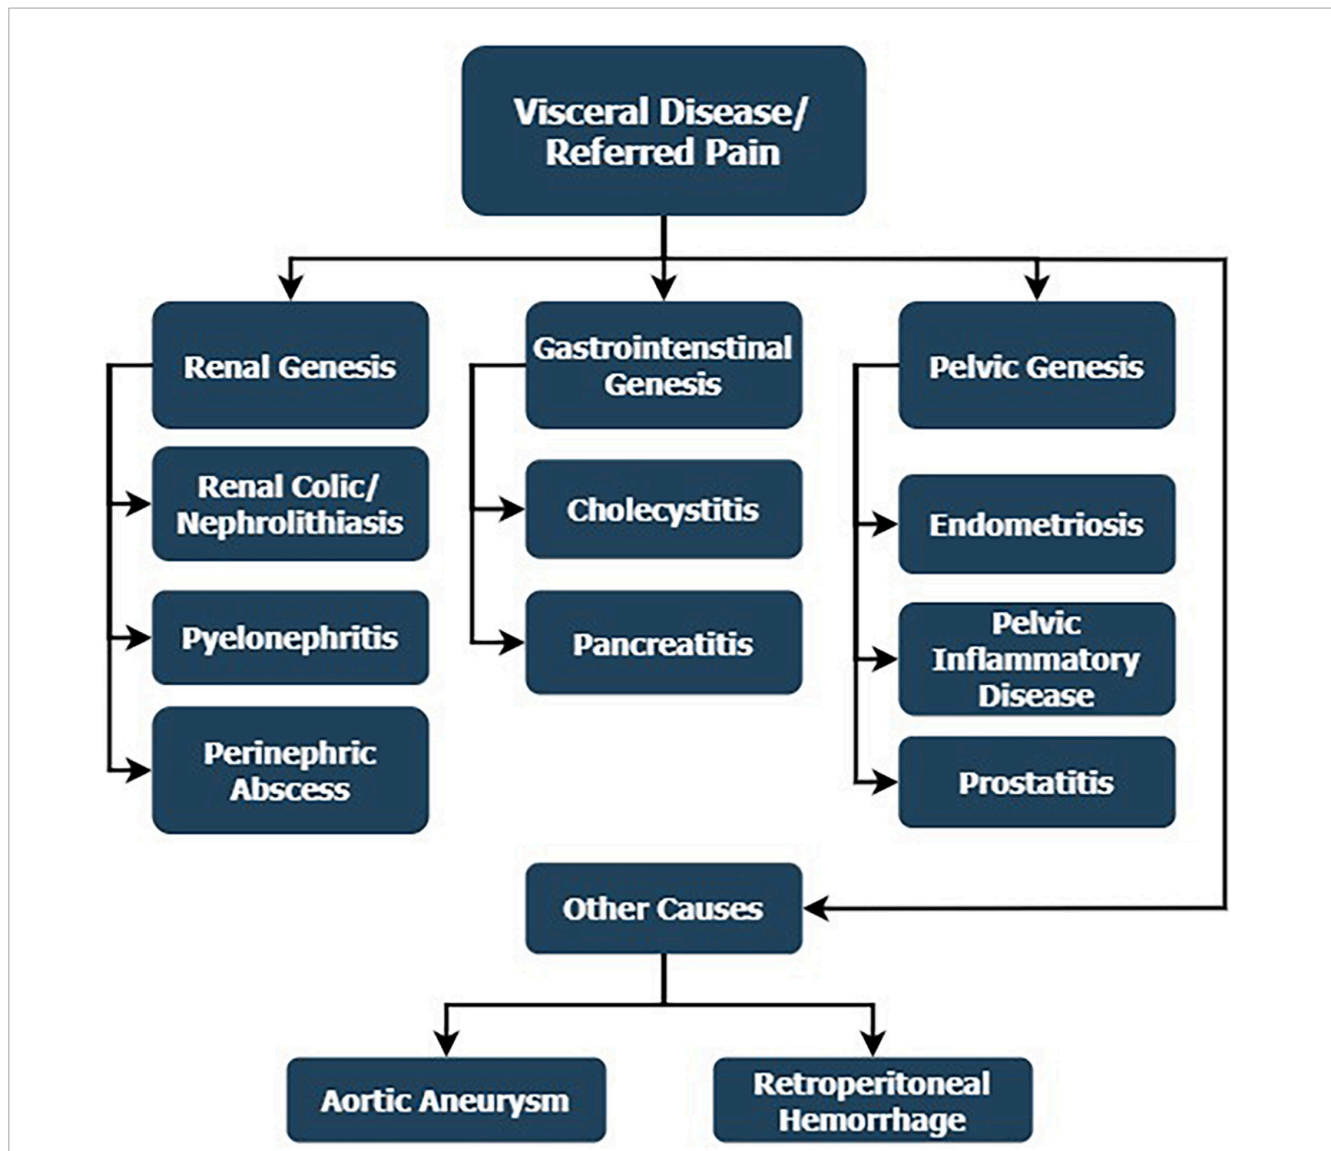 Visceral Disease/
Referred Pain
Renal Genesis
Gastrointenstinal
Genesis
Pelvic Genesis
Renal Colic/
Nephrolithiasis
Cholecystitis
Endometriosis
Pyelonephritis
Pancreatitis
Pelvic
Inflammatory
Disease
Perinephric
Abscess
Prostatitis
Other Causes
Aortic Aneurysm
Retroperitoneal
Hemorrhage